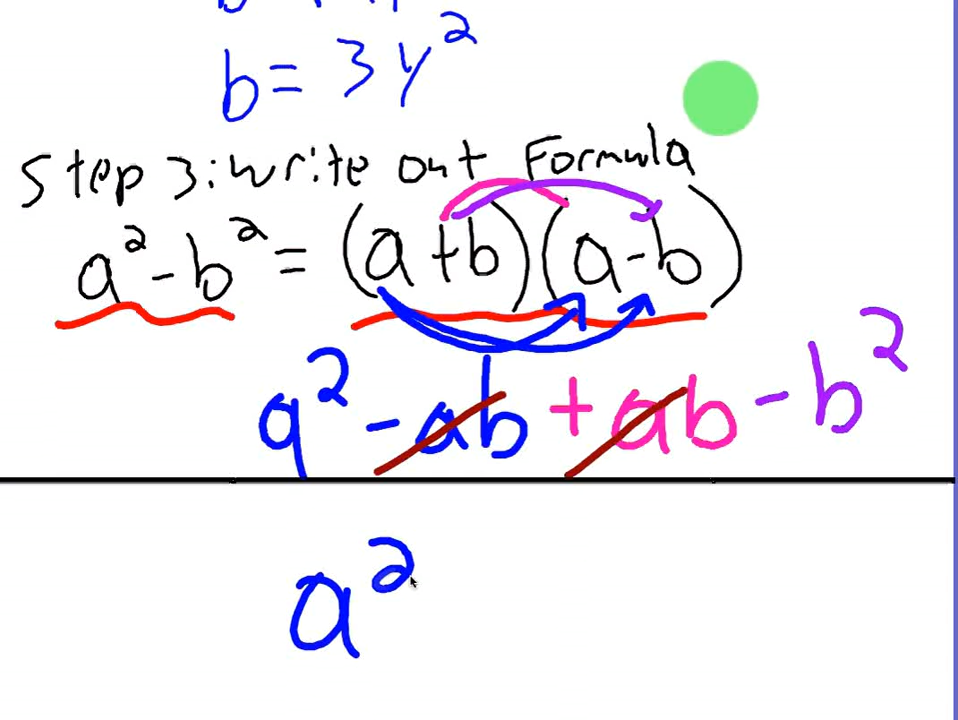 b = 3y²
Step 3: Write out Formula
a² - b² = (a+b)(a-b)
a² - ab + ab - b²
a²